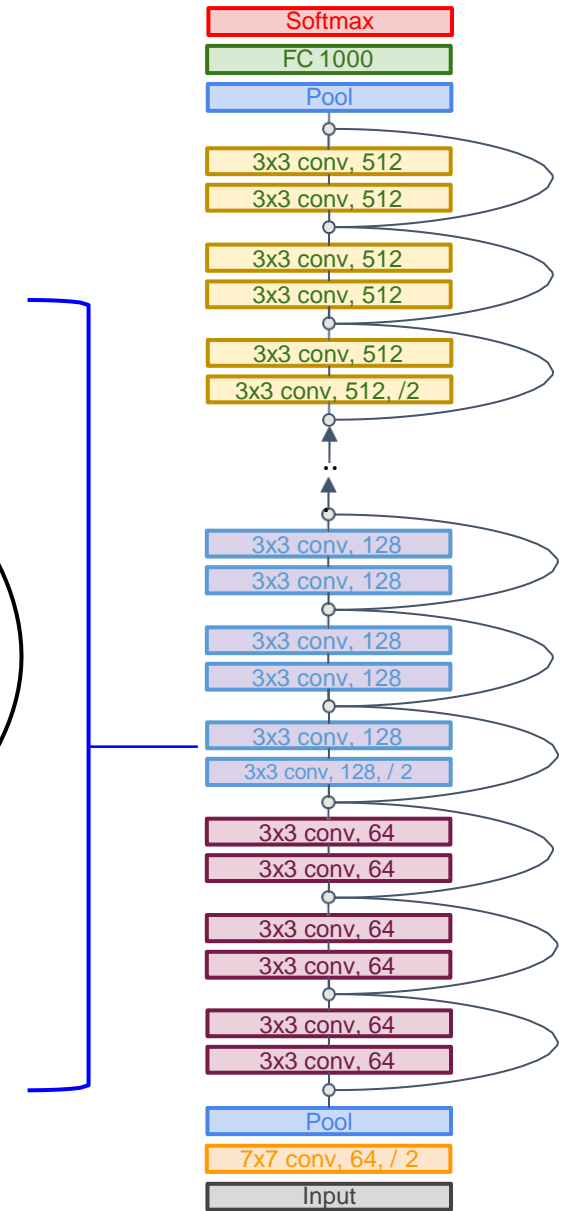 Softmax
FC 1000
Pool
3x3 conv, 512
3x3 conv, 512
3x3 conv, 512
3x3 conv, 512
3x3 conv, 512
3x3 conv, 512, /2
..
.
3x3 conv, 128
3x3 conv, 128
3x3 conv, 128
3x3 conv, 128
3x3 conv, 128
3x3 conv, 128, / 2
3x3 conv, 64
3x3 conv, 64
3x3 conv, 64
3x3 conv, 64
3x3 conv, 64
3x3 conv, 64
Pool
7x7 conv, 64, / 2
Input